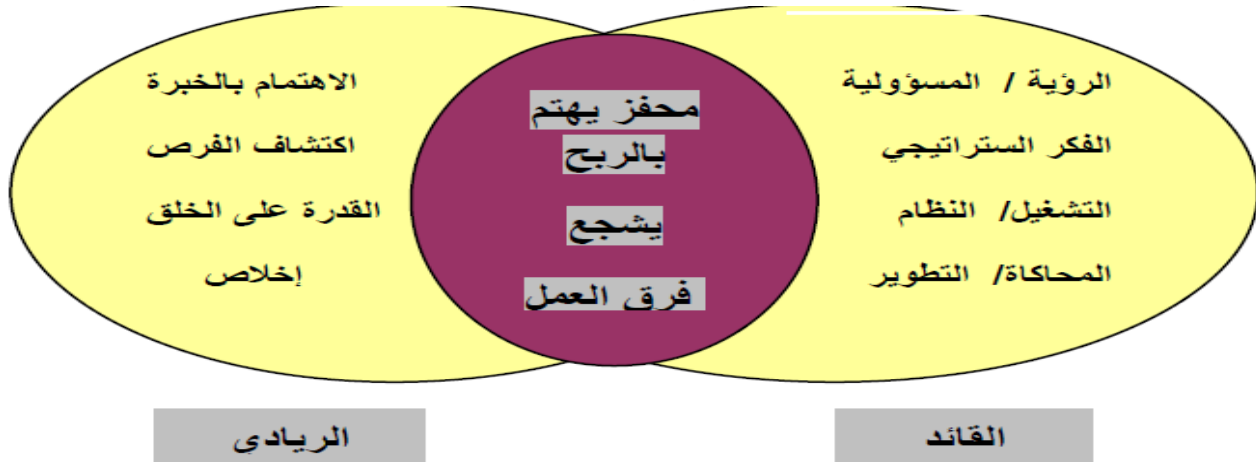 الرؤية / المسؤولية
الفكر الستراتيجي
التشغيل/ النظام
المحاكاة/ التطوير
محفز يهتم
بالربح
يشجع
فرق العمل
الاهتمام بالخبرة
اكتشاف الفرص
القدرة على الخلق
إخلاص
القائد
الريادي